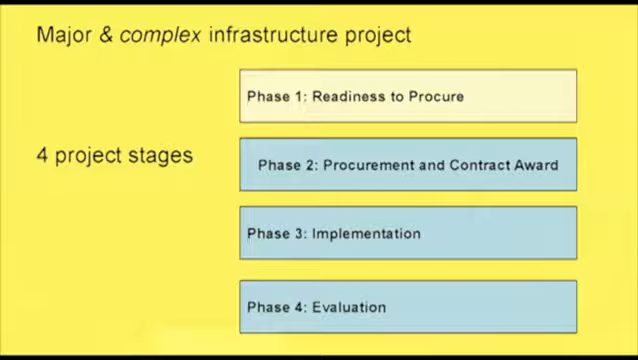 Major & complex infrastructure project
Phase 1: Readiness to Procure
4 project stages
Phase 2: Procurement and Contract Award
Phase 3: Implementation
Phase 4: Evaluation